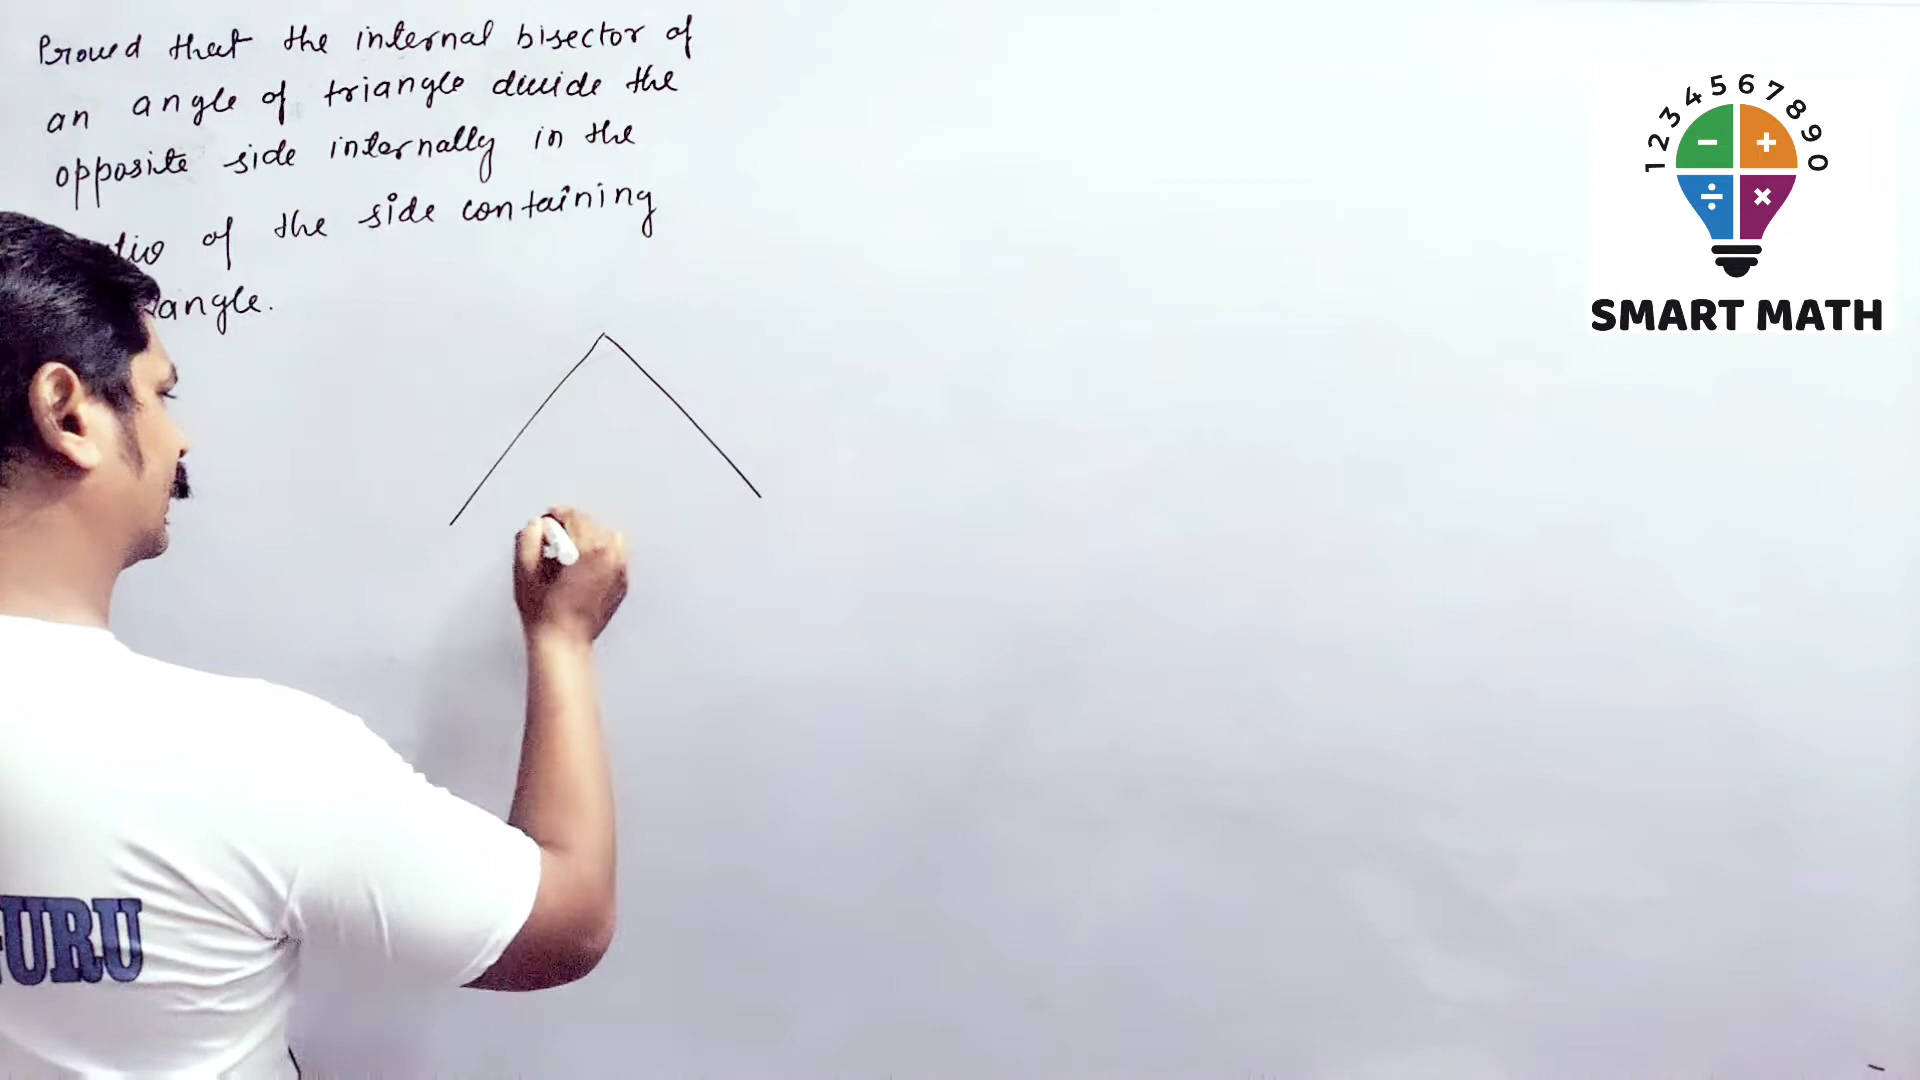 Proved that the internal bisector of
an angle of triangle divide the
opposite side internally in the
of the side containing
angle.
1 2 3 4 5 6 7 8 9 0
− +
÷ ×
SMART MATH
URU